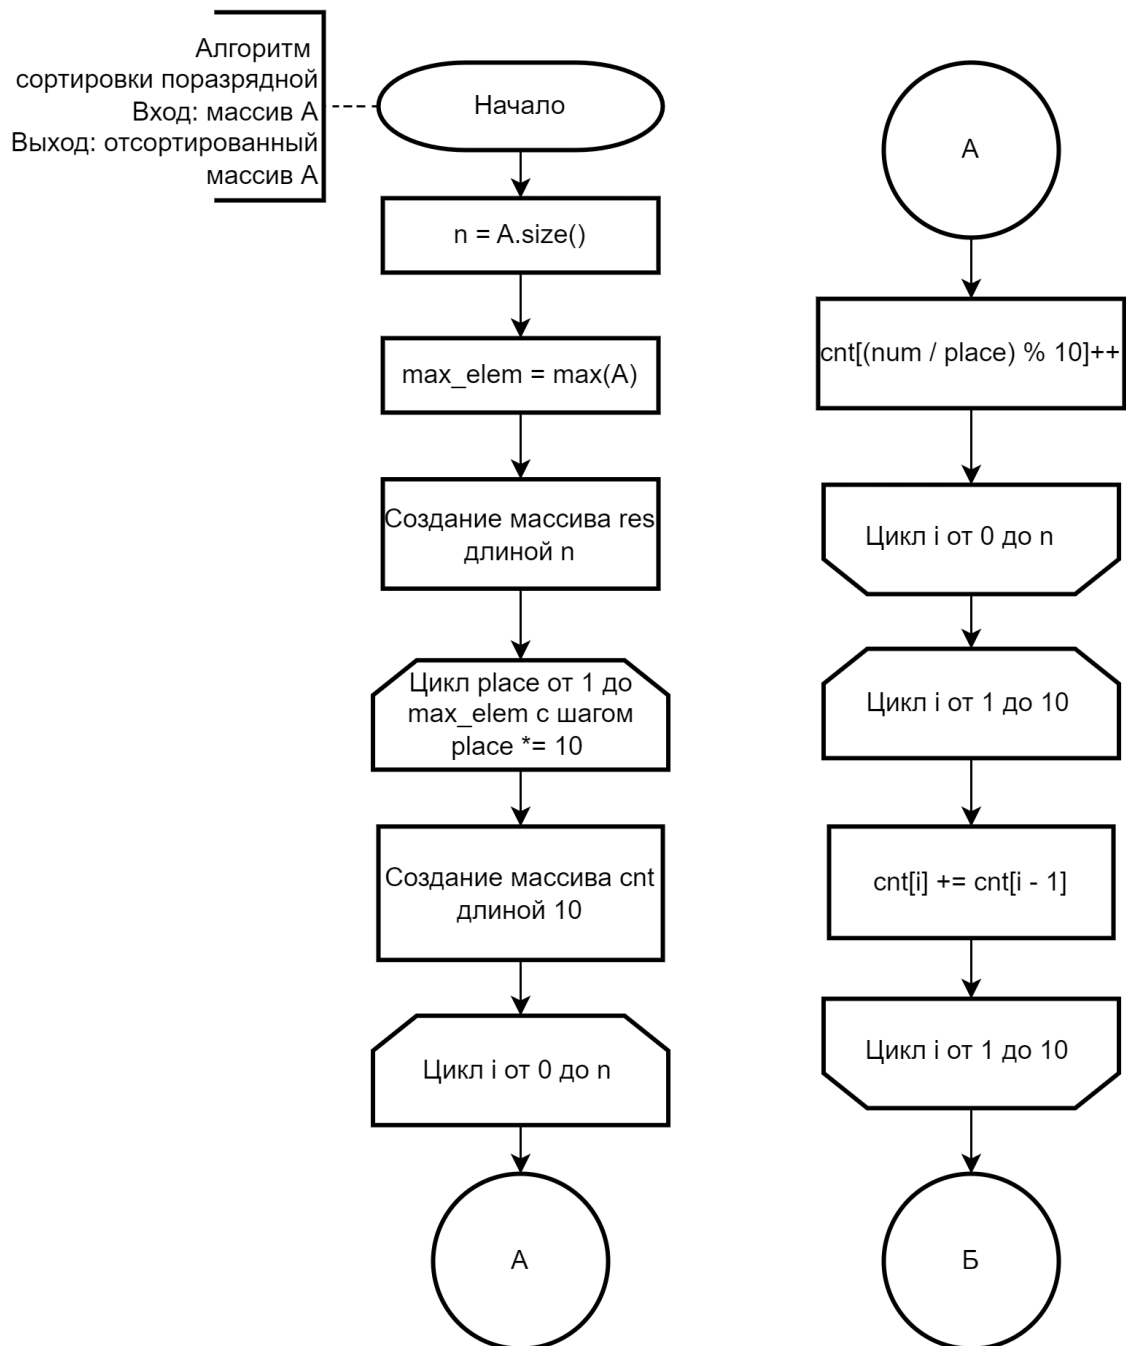 Алгоритм
сортировки поразрядной
Вход: массив А
Выход: отсортированный
массив А
Начало
n = A.size()
max_elem = max(A)
Создание массива res
длиной n
Цикл place от 1 до
max_elem с шагом
place *= 10
Создание массива cnt
длиной 10
Цикл i от 0 до n
А
А
cnt[(num / place) % 10]++
Цикл i от 0 до n
Цикл i от 1 до 10
cnt[i] += cnt[i - 1]
Цикл i от 1 до 10
Б